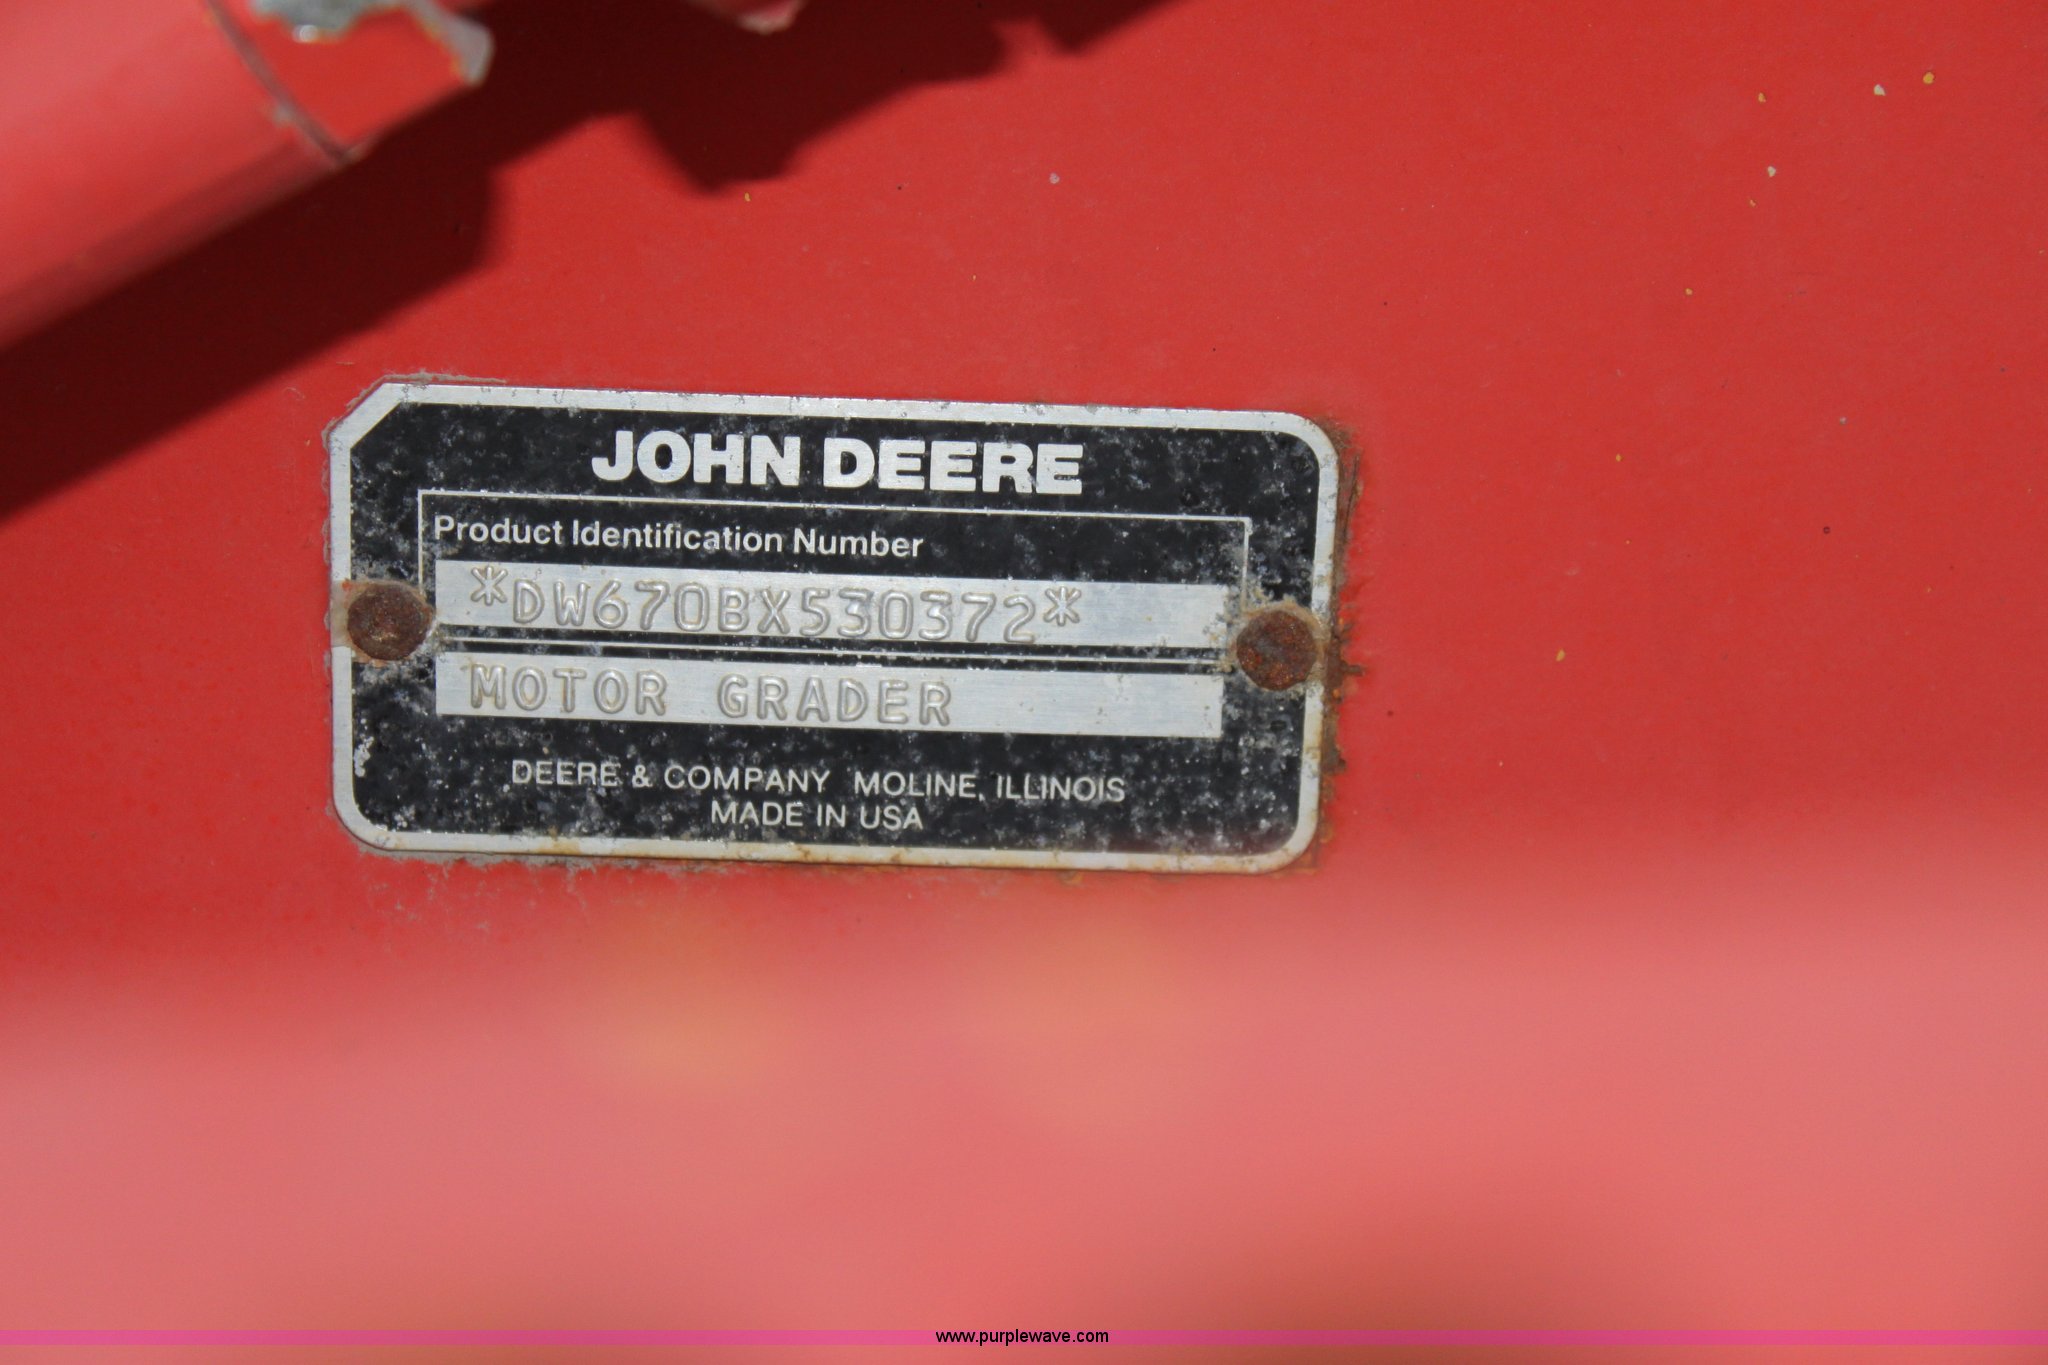 JOHN DEERE
Product Identification Number
*DW670BX530372*
MOTOR GRADER
DEERE & COMPANY MOLINE, ILLINOIS
MADE IN USA
www.purplewave.com